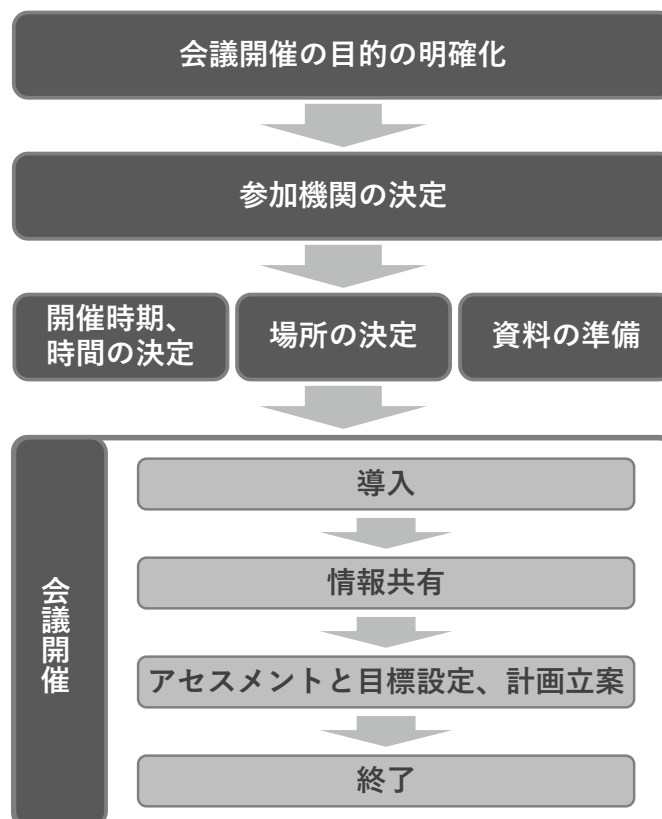 会議開催の目的の明確化
参加機関の決定
開催時期、
時間の決定
場所の決定
資料の準備
会議開催
導入
情報共有
アセスメントと目標設定、計画立案
終了